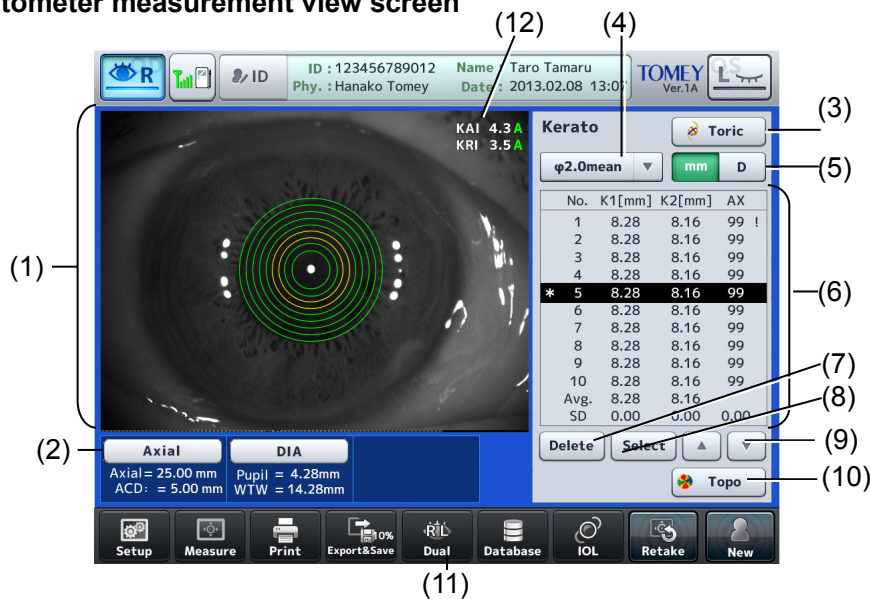 tometer measurement view screen
(12)
(4)
R
ID
ID : 123456789012 Name : Taro Tamaru
Phy. : Hanako Tomey Date : 2013.02.08 13:07
TOMEY
Ver.1A
OS
L
(1)
KAI 4.3 A
KRI 3.5 A
Kerato
Toric
(3)
φ2.0mean ▼
mm D
(5)
No. K1[mm] K2[mm] AX
1 8.28 8.16 99 !
2 8.28 8.16 99
3 8.28 8.16 99
4 8.28 8.16 99
* 5 8.28 8.16 99
6 8.28 8.16 99
7 8.28 8.16 99
8 8.28 8.16 99
9 8.28 8.16 99
10 8.28 8.16 99
Avg. 8.28 8.16
SD 0.00 0.00 0.00
(6)
(7)
(8)
Delete Select ▲ ▼
(9)
Topo
(10)
(2)
Axial
Axial= 25.00 mm
ACD: = 5.00 mm
DIA
Pupil = 4.28mm
WTW = 14.28mm
Setup Measure Print
10%
Export&Save
R L
Dual Database IOL Retake New
(11)